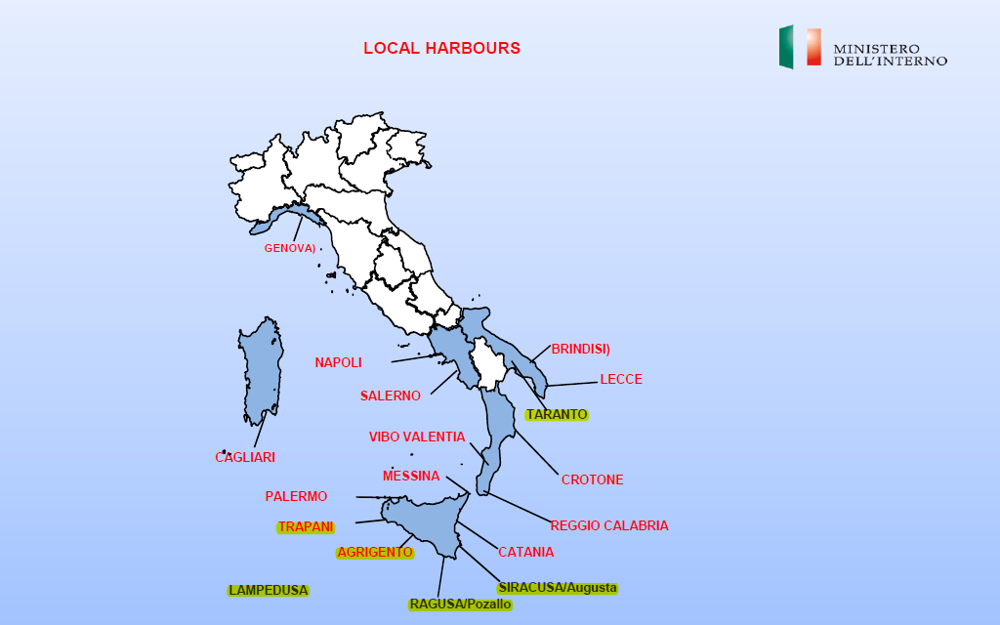 LOCAL HARBOURS
MINISTERO
DELL'INTERNO
GENOVA)
BRINDISI)
NAPOLI
LECCE
SALERNO
TARANTO
VIBO VALENTIA
CAGLIARI
MESSINA
CROTONE
PALERMO
TRAPANI
REGGIO CALABRIA
AGRIGENTO
CATANIA
LAMPEDUSA
SIRACUSA/Augusta
RAGUSA/Pozallo